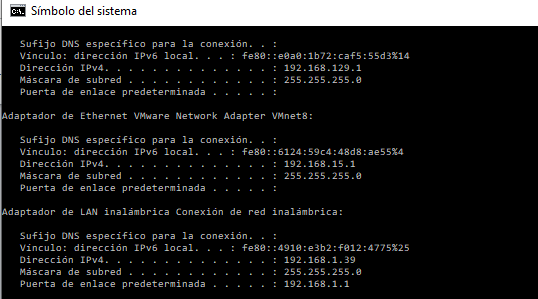 Símbolo del sistema
Sufijo DNS específico para la conexión. . :
Vínculo: dirección IPv6 local. . . : fe80::e0a0:1b72:caf5:55d3%14
Dirección IPv4. . . . . . . . . . . . . . : 192.168.129.1
Máscara de subred . . . . . . . . . . . . : 255.255.255.0
Puerta de enlace predeterminada . . . . . :
Adaptador de Ethernet VMware Network Adapter VMnet8:
Sufijo DNS específico para la conexión. . :
Vínculo: dirección IPv6 local. . . : fe80::6124:59c4:48d8:ae55%4
Dirección IPv4. . . . . . . . . . . . . . : 192.168.15.1
Máscara de subred . . . . . . . . . . . . : 255.255.255.0
Puerta de enlace predeterminada . . . . . :
Adaptador de LAN inalámbrica Conexión de red inalámbrica:
Sufijo DNS específico para la conexión. . :
Vínculo: dirección IPv6 local. . . : fe80::4910:e3b2:f012:4775%25
Dirección IPv4. . . . . . . . . . . . . . : 192.168.1.39
Máscara de subred . . . . . . . . . . . . : 255.255.255.0
Puerta de enlace predeterminada . . . . . : 192.168.1.1